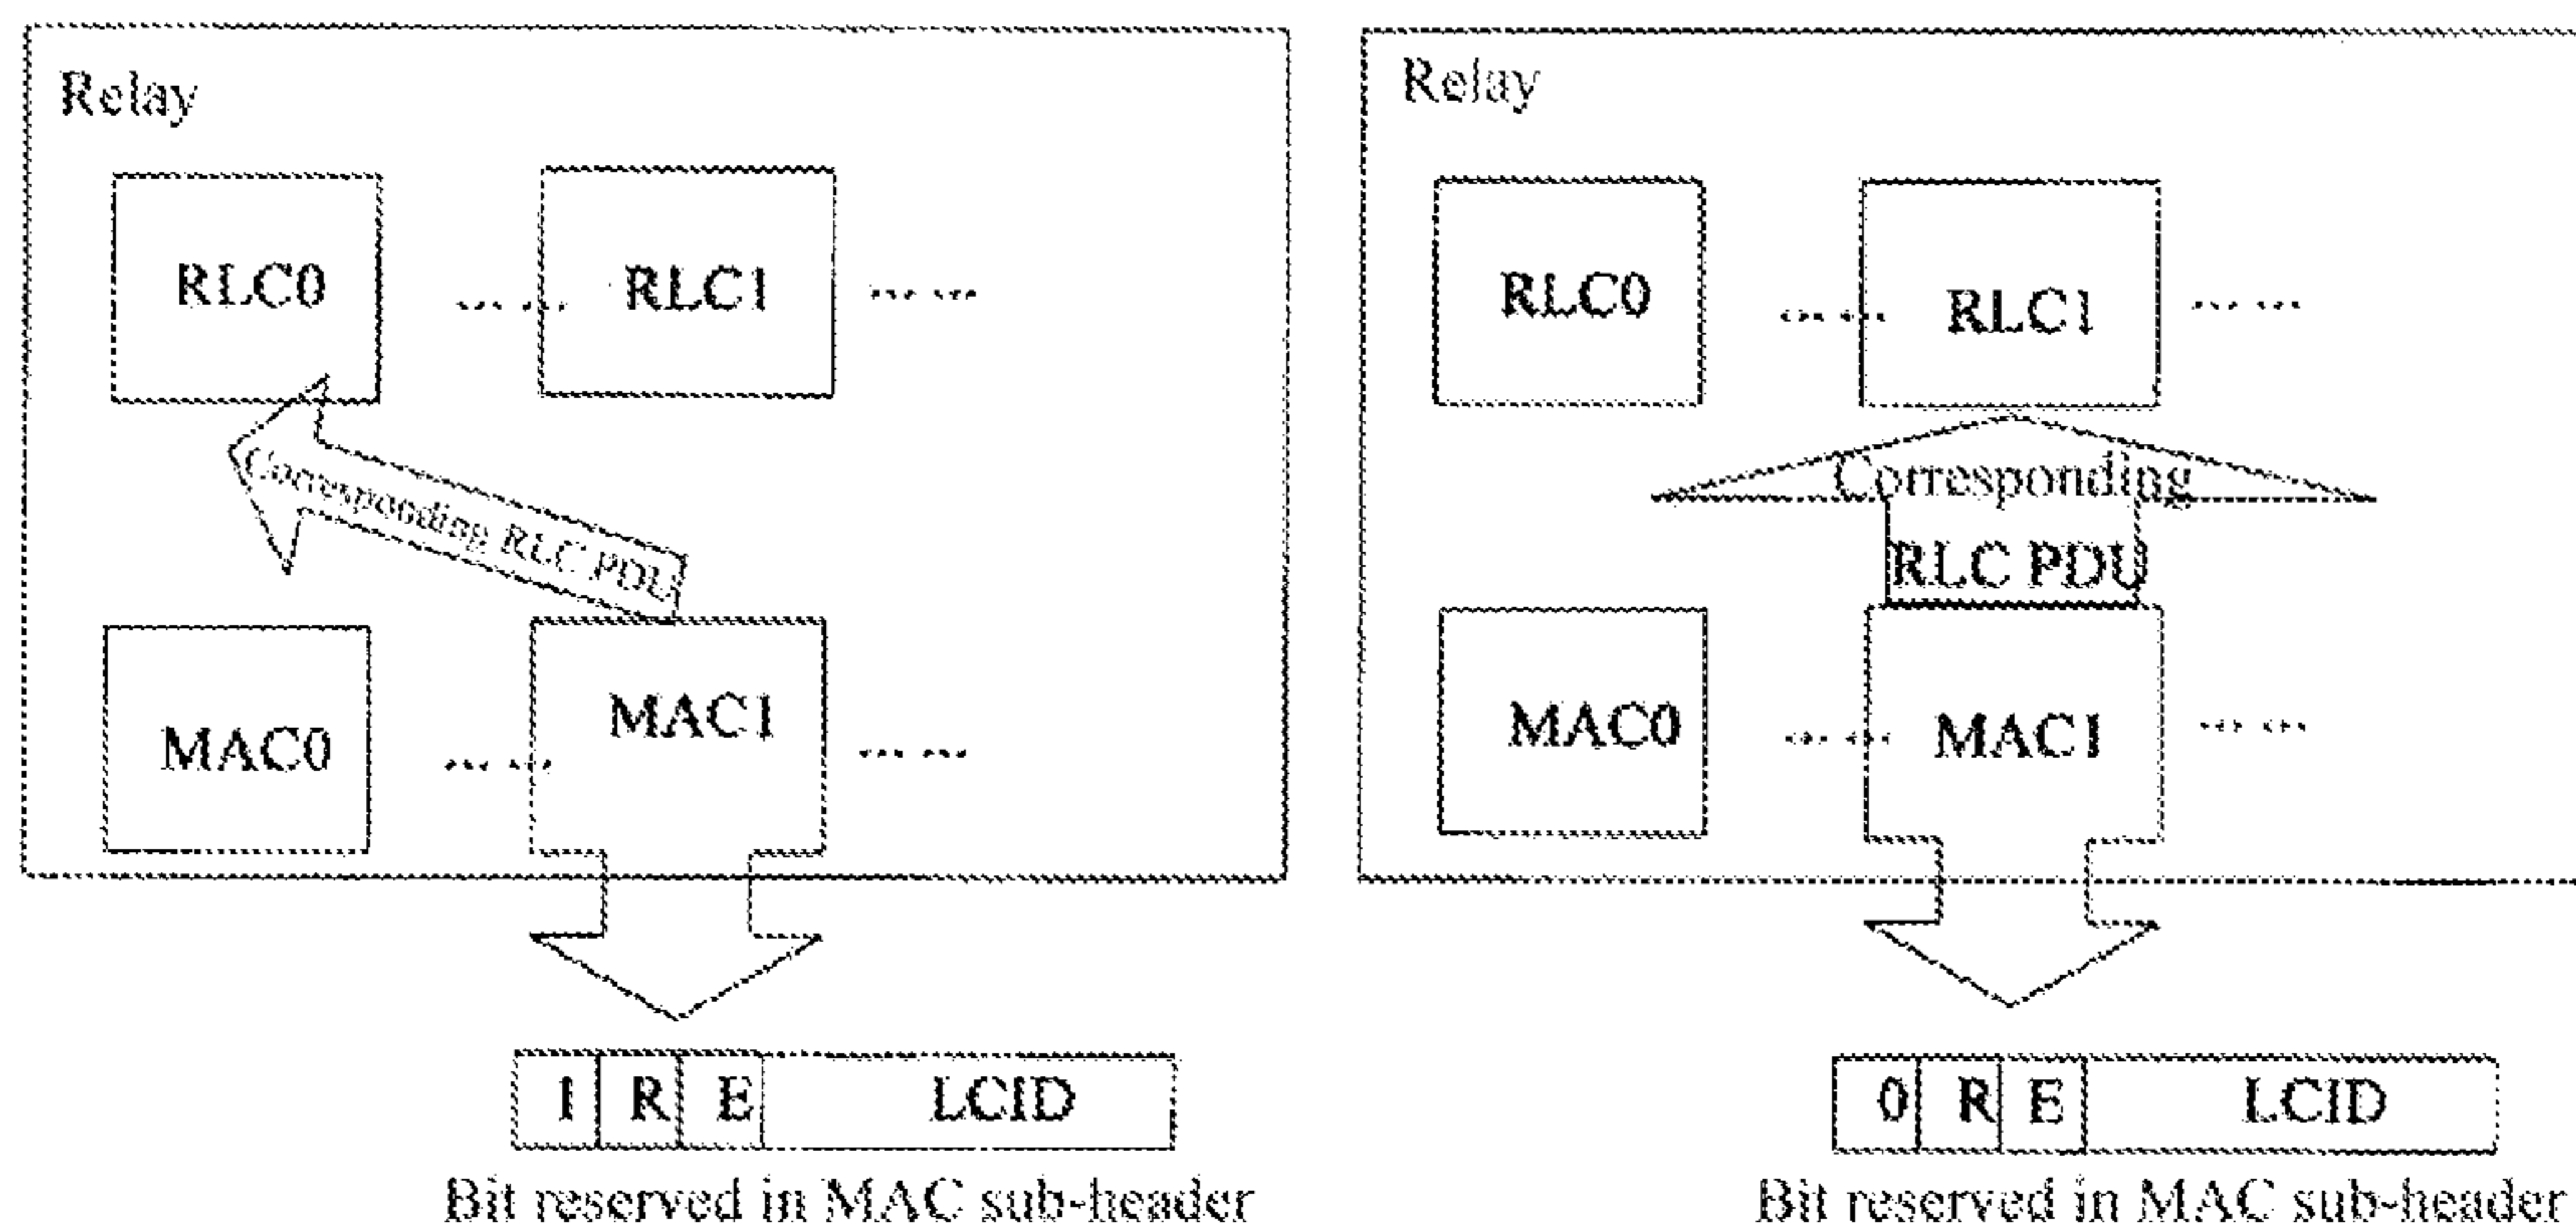 Relay
RLC0 ...... RLC1 ......
Corresponding RLC PDU
MAC0 ...... MAC1 ......
1 R E LCID
Bit reserved in MAC sub-header
Relay
RLC0 ...... RLC1 ......
Corresponding
RLC PDU
MAC0 ...... MAC1 ......
0 R E LCID
Bit reserved in MAC sub-header